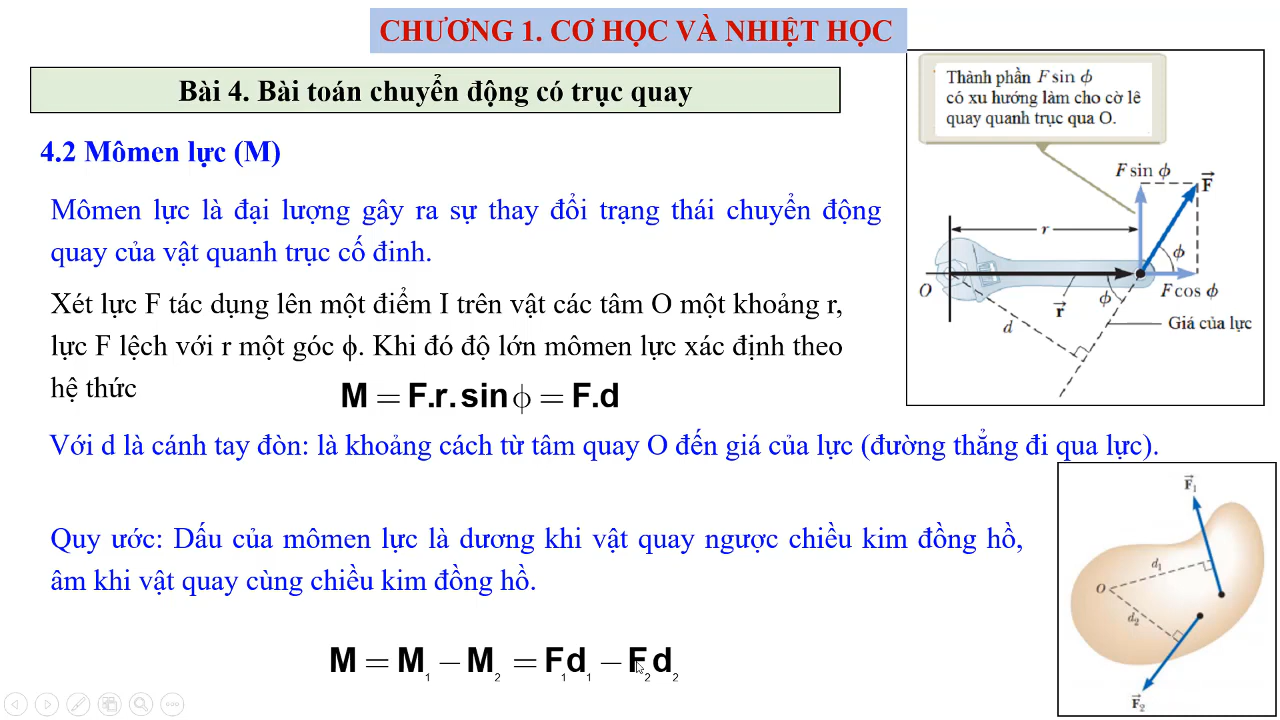 CHƯƠNG 1. CƠ HỌC VÀ NHIỆT HỌC
Bài 4. Bài toán chuyển động có trục quay
4.2 Mômen lực (M)
Mômen lực là đại lượng gây ra sự thay đổi trạng thái chuyển động
quay của vật quanh trục cố đinh.
Xét lực F tác dụng lên một điểm I trên vật các tâm O một khoảng r,
lực F lệch với r một góc ϕ. Khi đó độ lớn mômen lực xác định theo
hệ thức
M = F.r.sinϕ = F.d
Với d là cánh tay đòn: là khoảng cách từ tâm quay O đến giá của lực (đường thẳng đi qua lực).
Quy ước: Dấu của mômen lực là dương khi vật quay ngược chiều kim đồng hồ,
âm khi vật quay cùng chiều kim đồng hồ.
M = M₁ − M₂ = F₁d₁ − F₂d₂
Thành phần F sin ϕ
có xu hướng làm cho cờ lê
quay quanh trục qua O.
F sin ϕ
F⃗
r
ϕ
O
r⃗
ϕ
F cos ϕ
d
Giá của lực
F⃗₁
d₁
O
d₂
F⃗₂